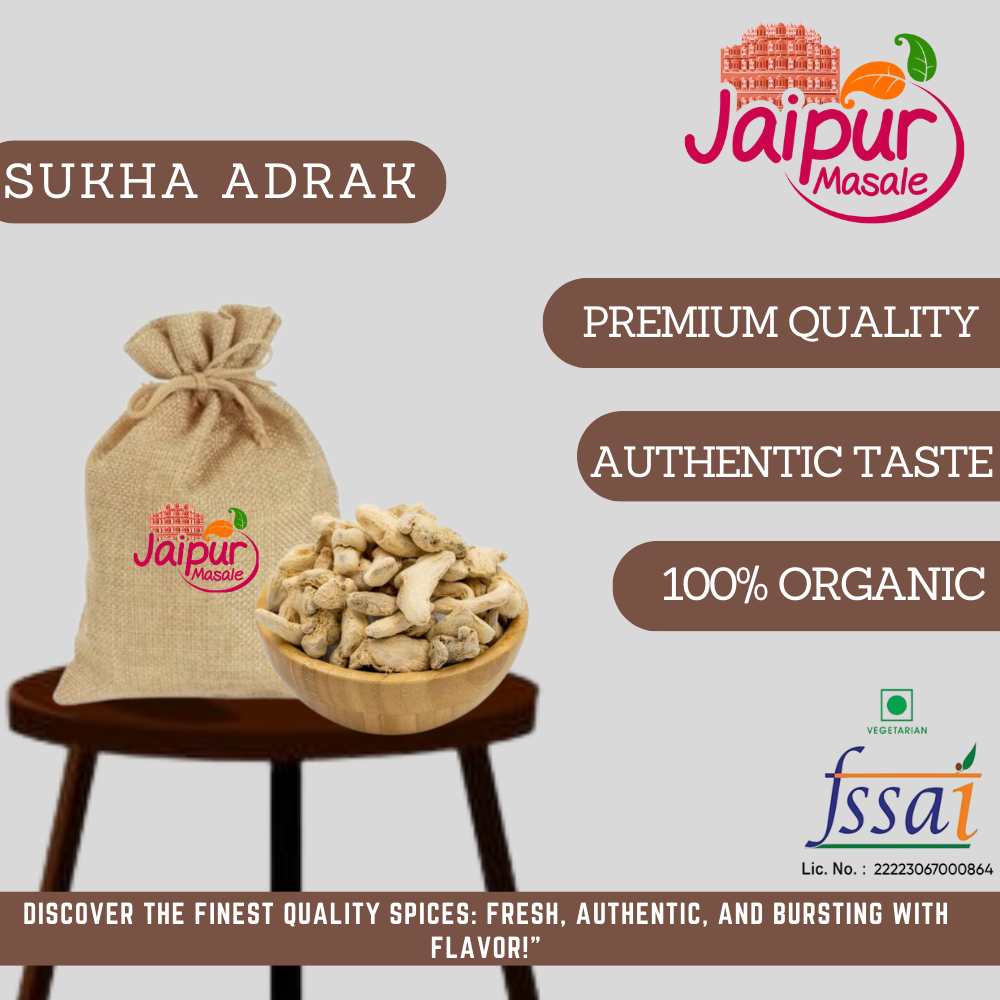 Jaipur
Masale
SUKHA ADRAK
PREMIUM QUALITY
AUTHENTIC TASTE
100% ORGANIC
Jaipur
Masale
VEGETARIAN
fssai
Lic. No. : 22223067000864
DISCOVER THE FINEST QUALITY SPICES: FRESH, AUTHENTIC, AND BURSTING WITH
FLAVOR!”